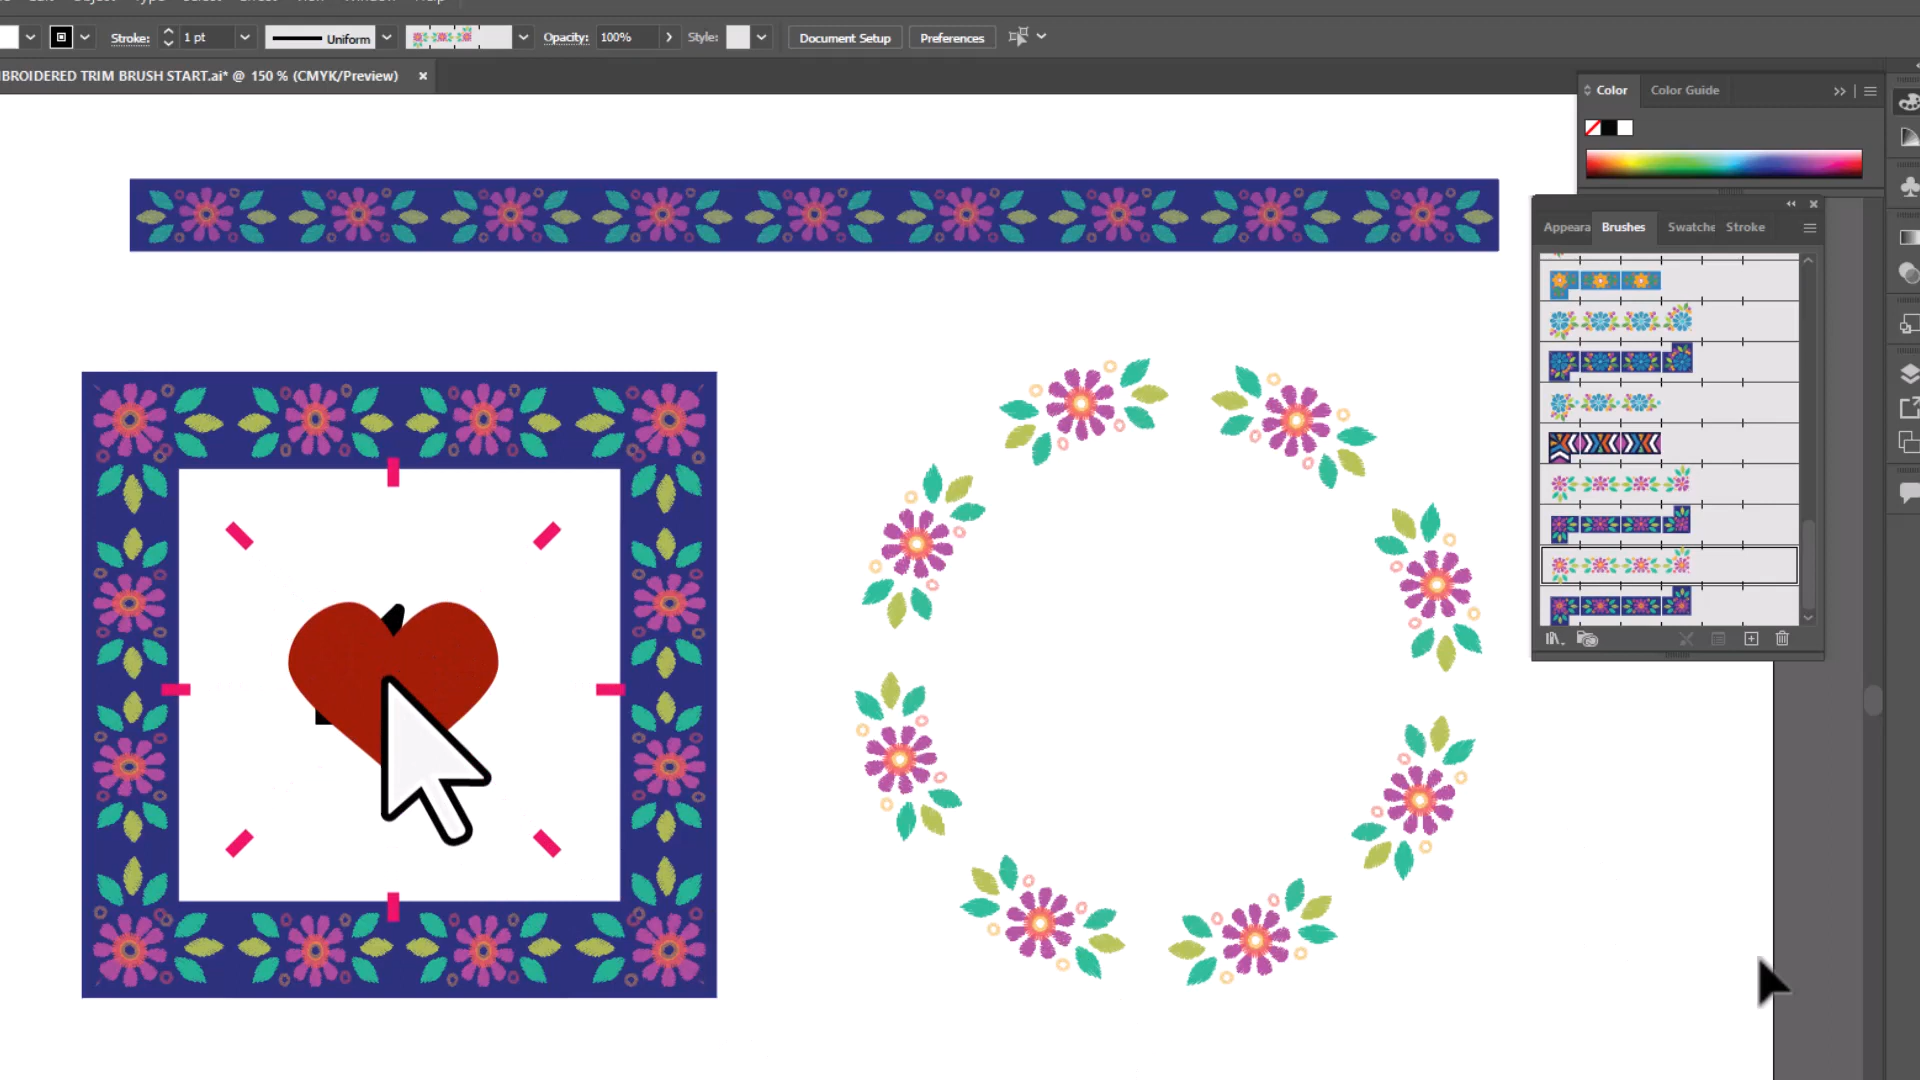 Stroke: 1 pt Uniform Opacity: 100% Style: Document Setup Preferences
BROIDERED TRIM BRUSH START.ai* @ 150 % (CMYK/Preview) ×
Color Color Guide
Appeara Brushes Swatche Stroke